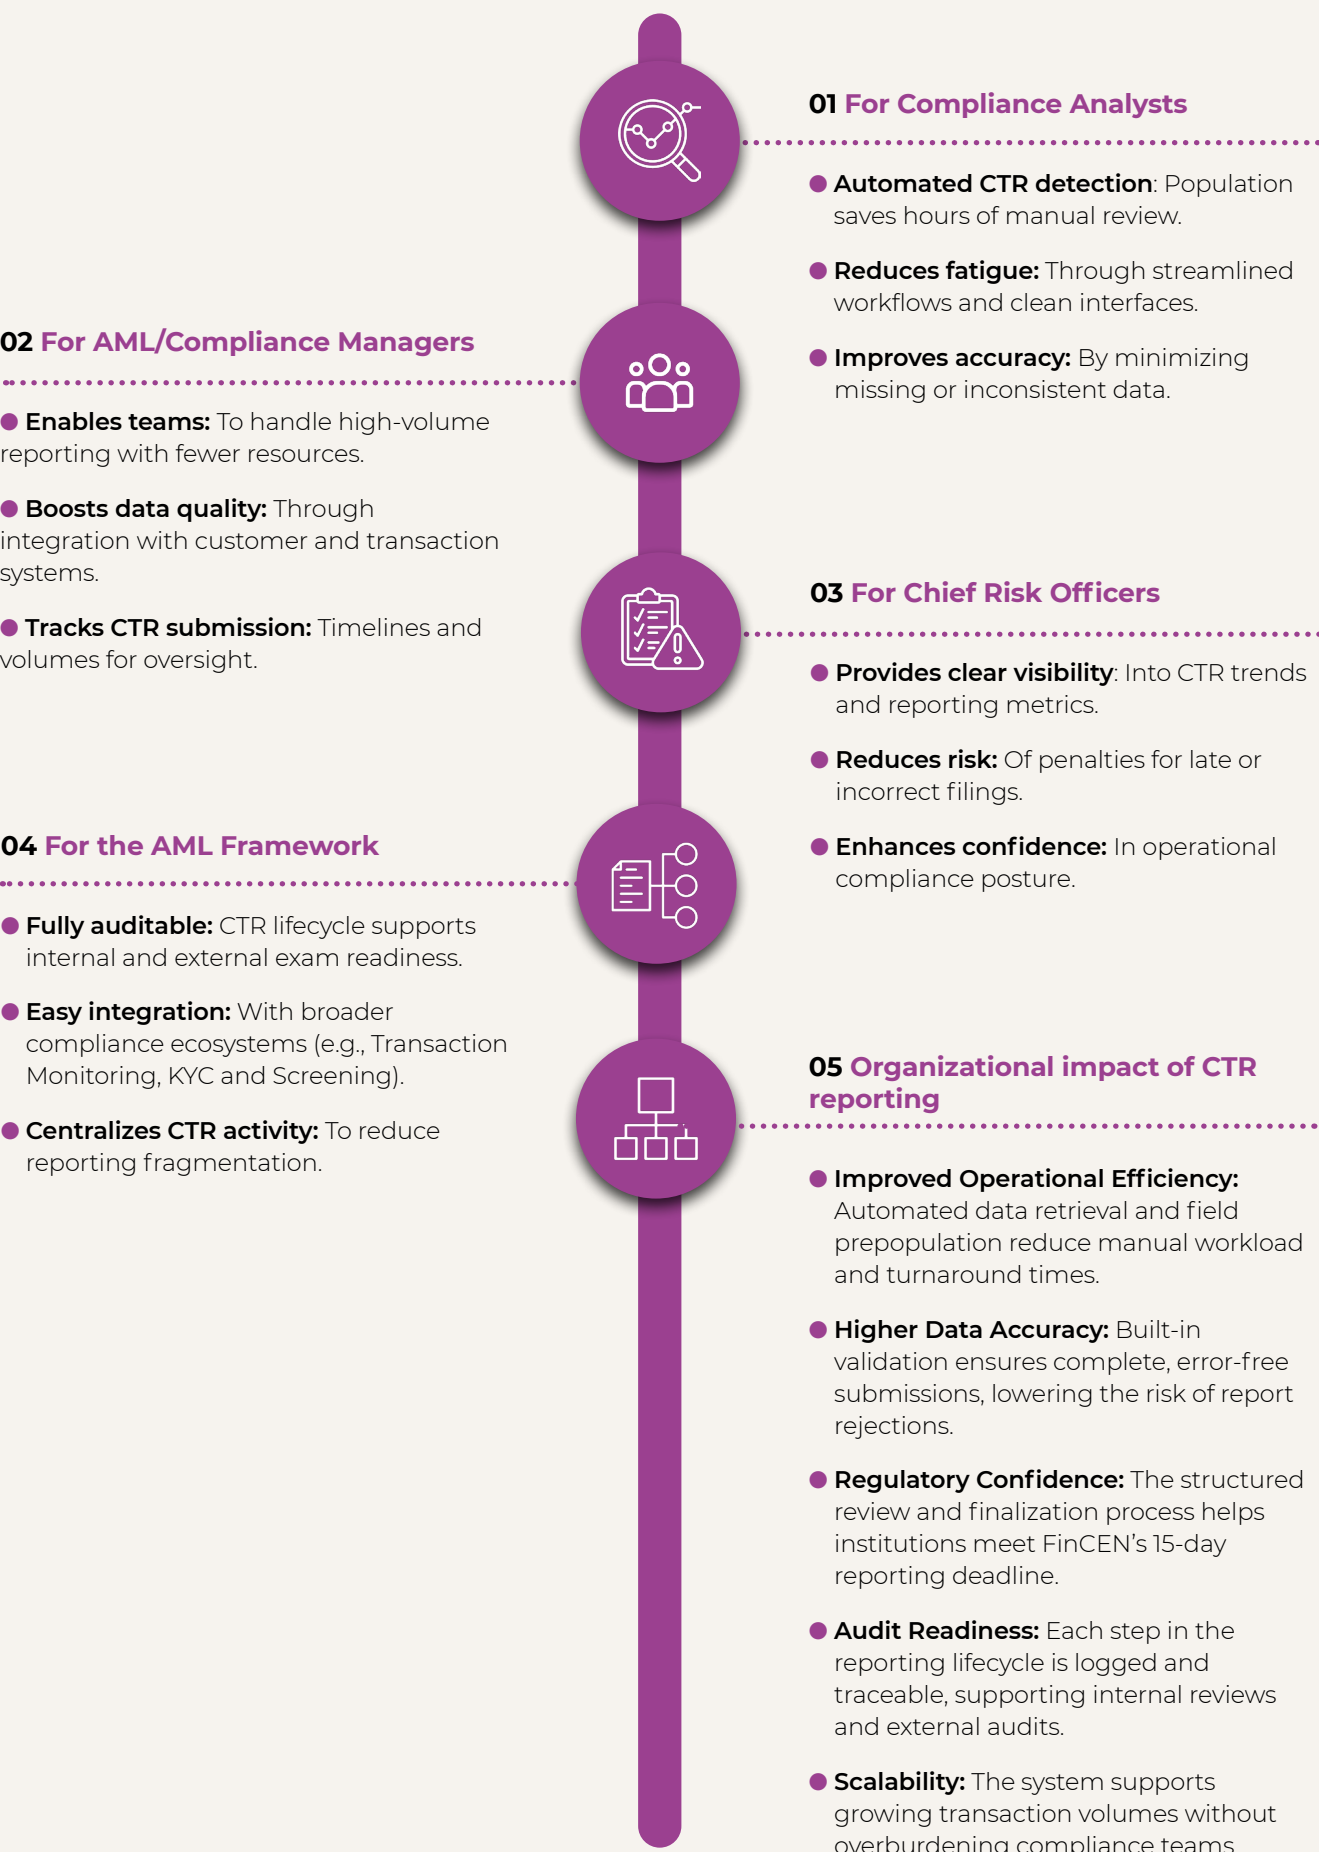 01 For Compliance Analysts
● Automated CTR detection: Population
saves hours of manual review.
● Reduces fatigue: Through streamlined
workflows and clean interfaces.
● Improves accuracy: By minimizing
missing or inconsistent data.
02 For AML/Compliance Managers
● Enables teams: To handle high-volume
reporting with fewer resources.
● Boosts data quality: Through
integration with customer and transaction
systems.
● Tracks CTR submission: Timelines and
volumes for oversight.
03 For Chief Risk Officers
● Provides clear visibility: Into CTR trends
and reporting metrics.
● Reduces risk: Of penalties for late or
incorrect filings.
● Enhances confidence: In operational
compliance posture.
04 For the AML Framework
● Fully auditable: CTR lifecycle supports
internal and external exam readiness.
● Easy integration: With broader
compliance ecosystems (e.g., Transaction
Monitoring, KYC and Screening).
● Centralizes CTR activity: To reduce
reporting fragmentation.
05 Organizational impact of CTR
reporting
● Improved Operational Efficiency:
Automated data retrieval and field
prepopulation reduce manual workload
and turnaround times.
● Higher Data Accuracy: Built-in
validation ensures complete, error-free
submissions, lowering the risk of report
rejections.
● Regulatory Confidence: The structured
review and finalization process helps
institutions meet FinCEN’s 15-day
reporting deadline.
● Audit Readiness: Each step in the
reporting lifecycle is logged and
traceable, supporting internal reviews
and external audits.
● Scalability: The system supports
growing transaction volumes without
overburdening compliance teams